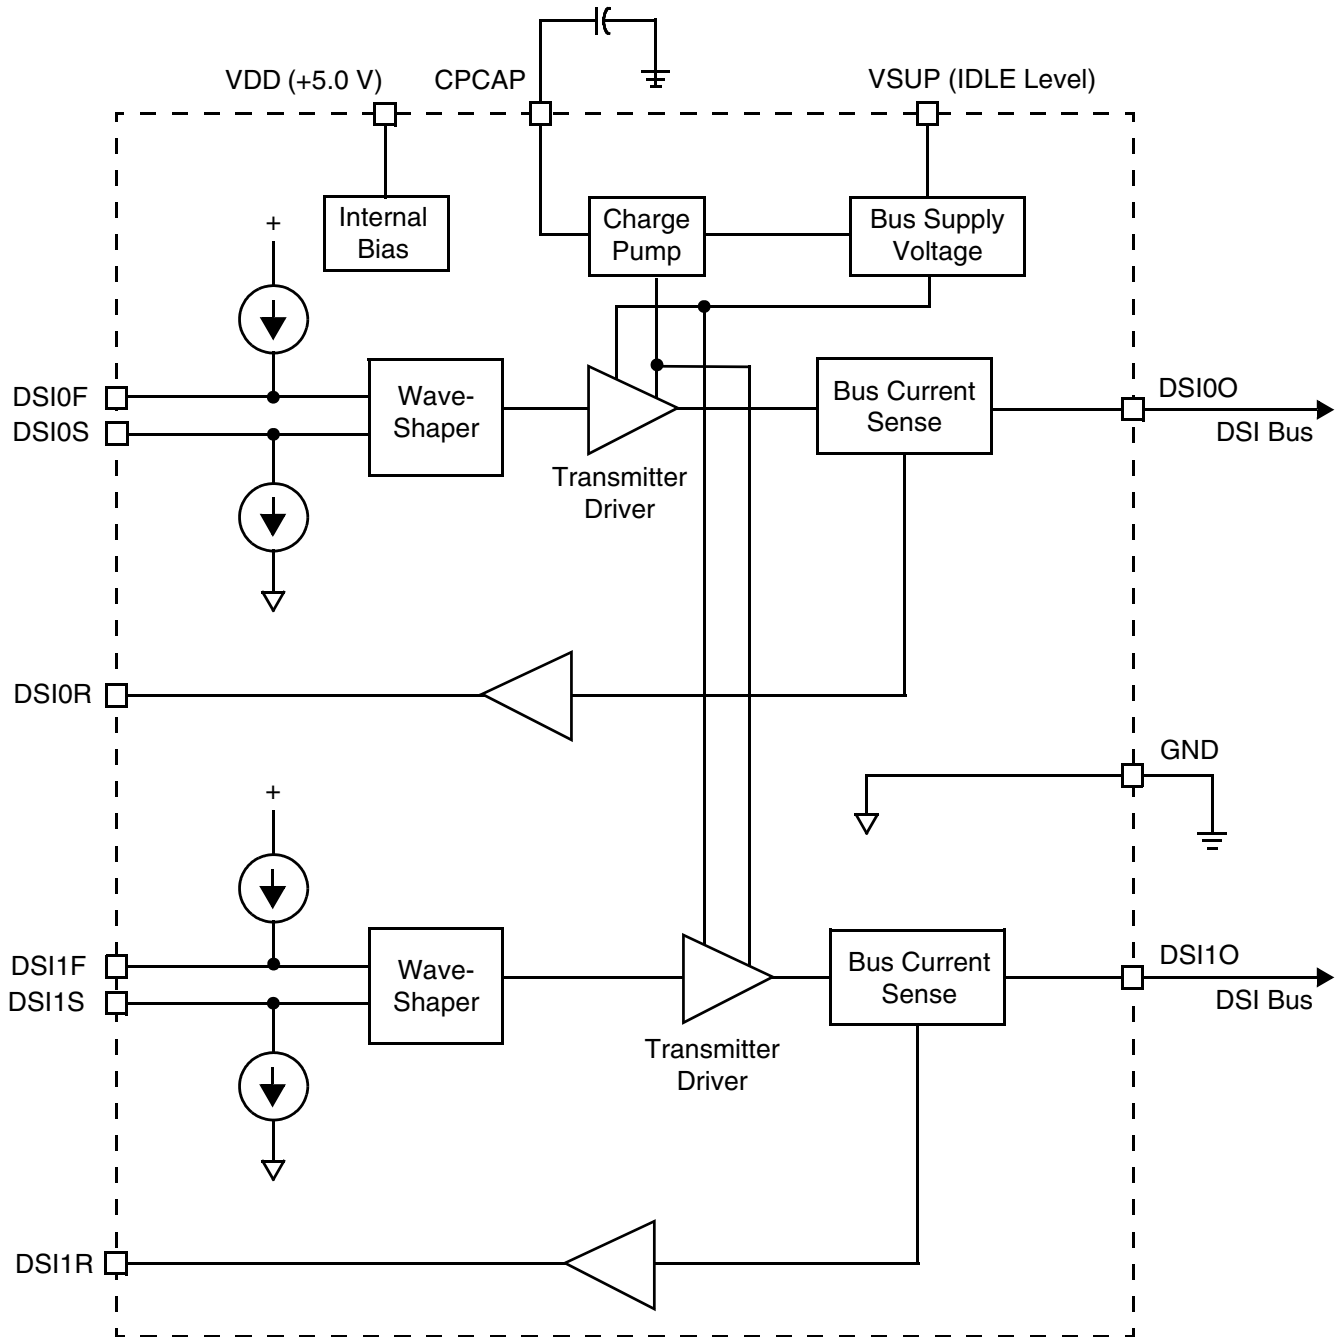 VDD (+5.0 V)
CPCAP
VSUP (IDLE Level)
Internal
Bias
Charge
Pump
Bus Supply
Voltage
+
DSI0F
DSI0S
Wave-
Shaper
Transmitter
Driver
Bus Current
Sense
DSI0O
DSI Bus
DSI0R
GND
+
DSI1F
DSI1S
Wave-
Shaper
Transmitter
Driver
Bus Current
Sense
DSI1O
DSI Bus
DSI1R